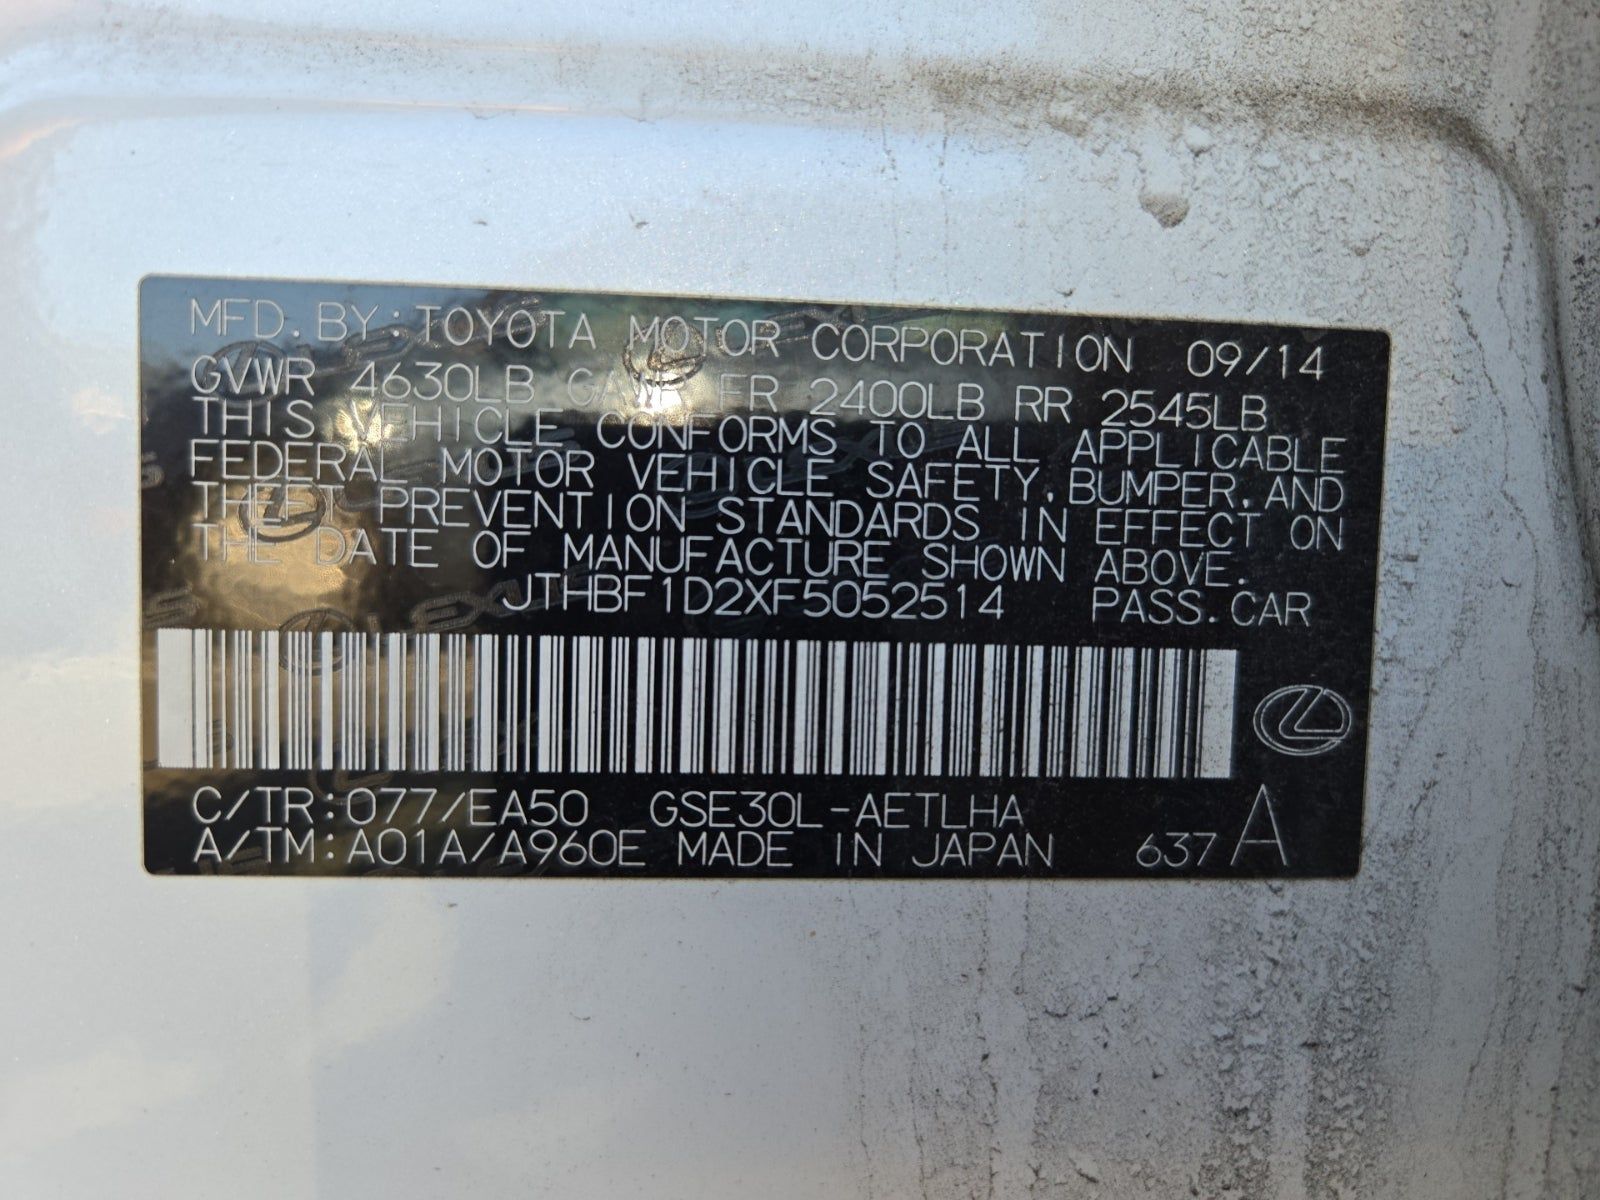 MFD. BY: TOYOTA MOTOR CORPORATION 09/14
GVWR 4630LB GAWR FR 2400LB RR 2545LB
THIS VEHICLE CONFORMS TO ALL APPLICABLE
FEDERAL MOTOR VEHICLE SAFETY, BUMPER, AND
THEFT PREVENTION STANDARDS IN EFFECT ON
THE DATE OF MANUFACTURE SHOWN ABOVE.
JTHBF1D2XF5052514 PASS. CAR
C/TR: 077/EA50 GSE30L-AETLHA
A/TM: A01A/A960E MADE IN JAPAN 637 A